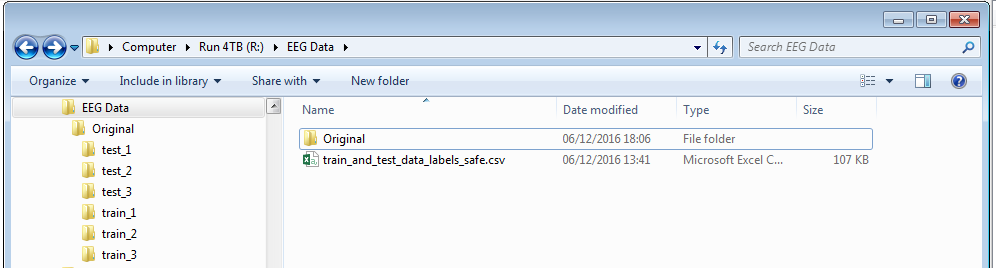 Computer Run 4TB (R:) EEG Data
Search EEG Data
Organize Include in library Share with New folder
EEG Data
Original
test_1
test_2
test_3
train_1
train_2
train_3
Name Date modified Type Size
Original 06/12/2016 18:06 File folder
train_and_test_data_labels_safe.csv 06/12/2016 13:41 Microsoft Excel C... 107 KB